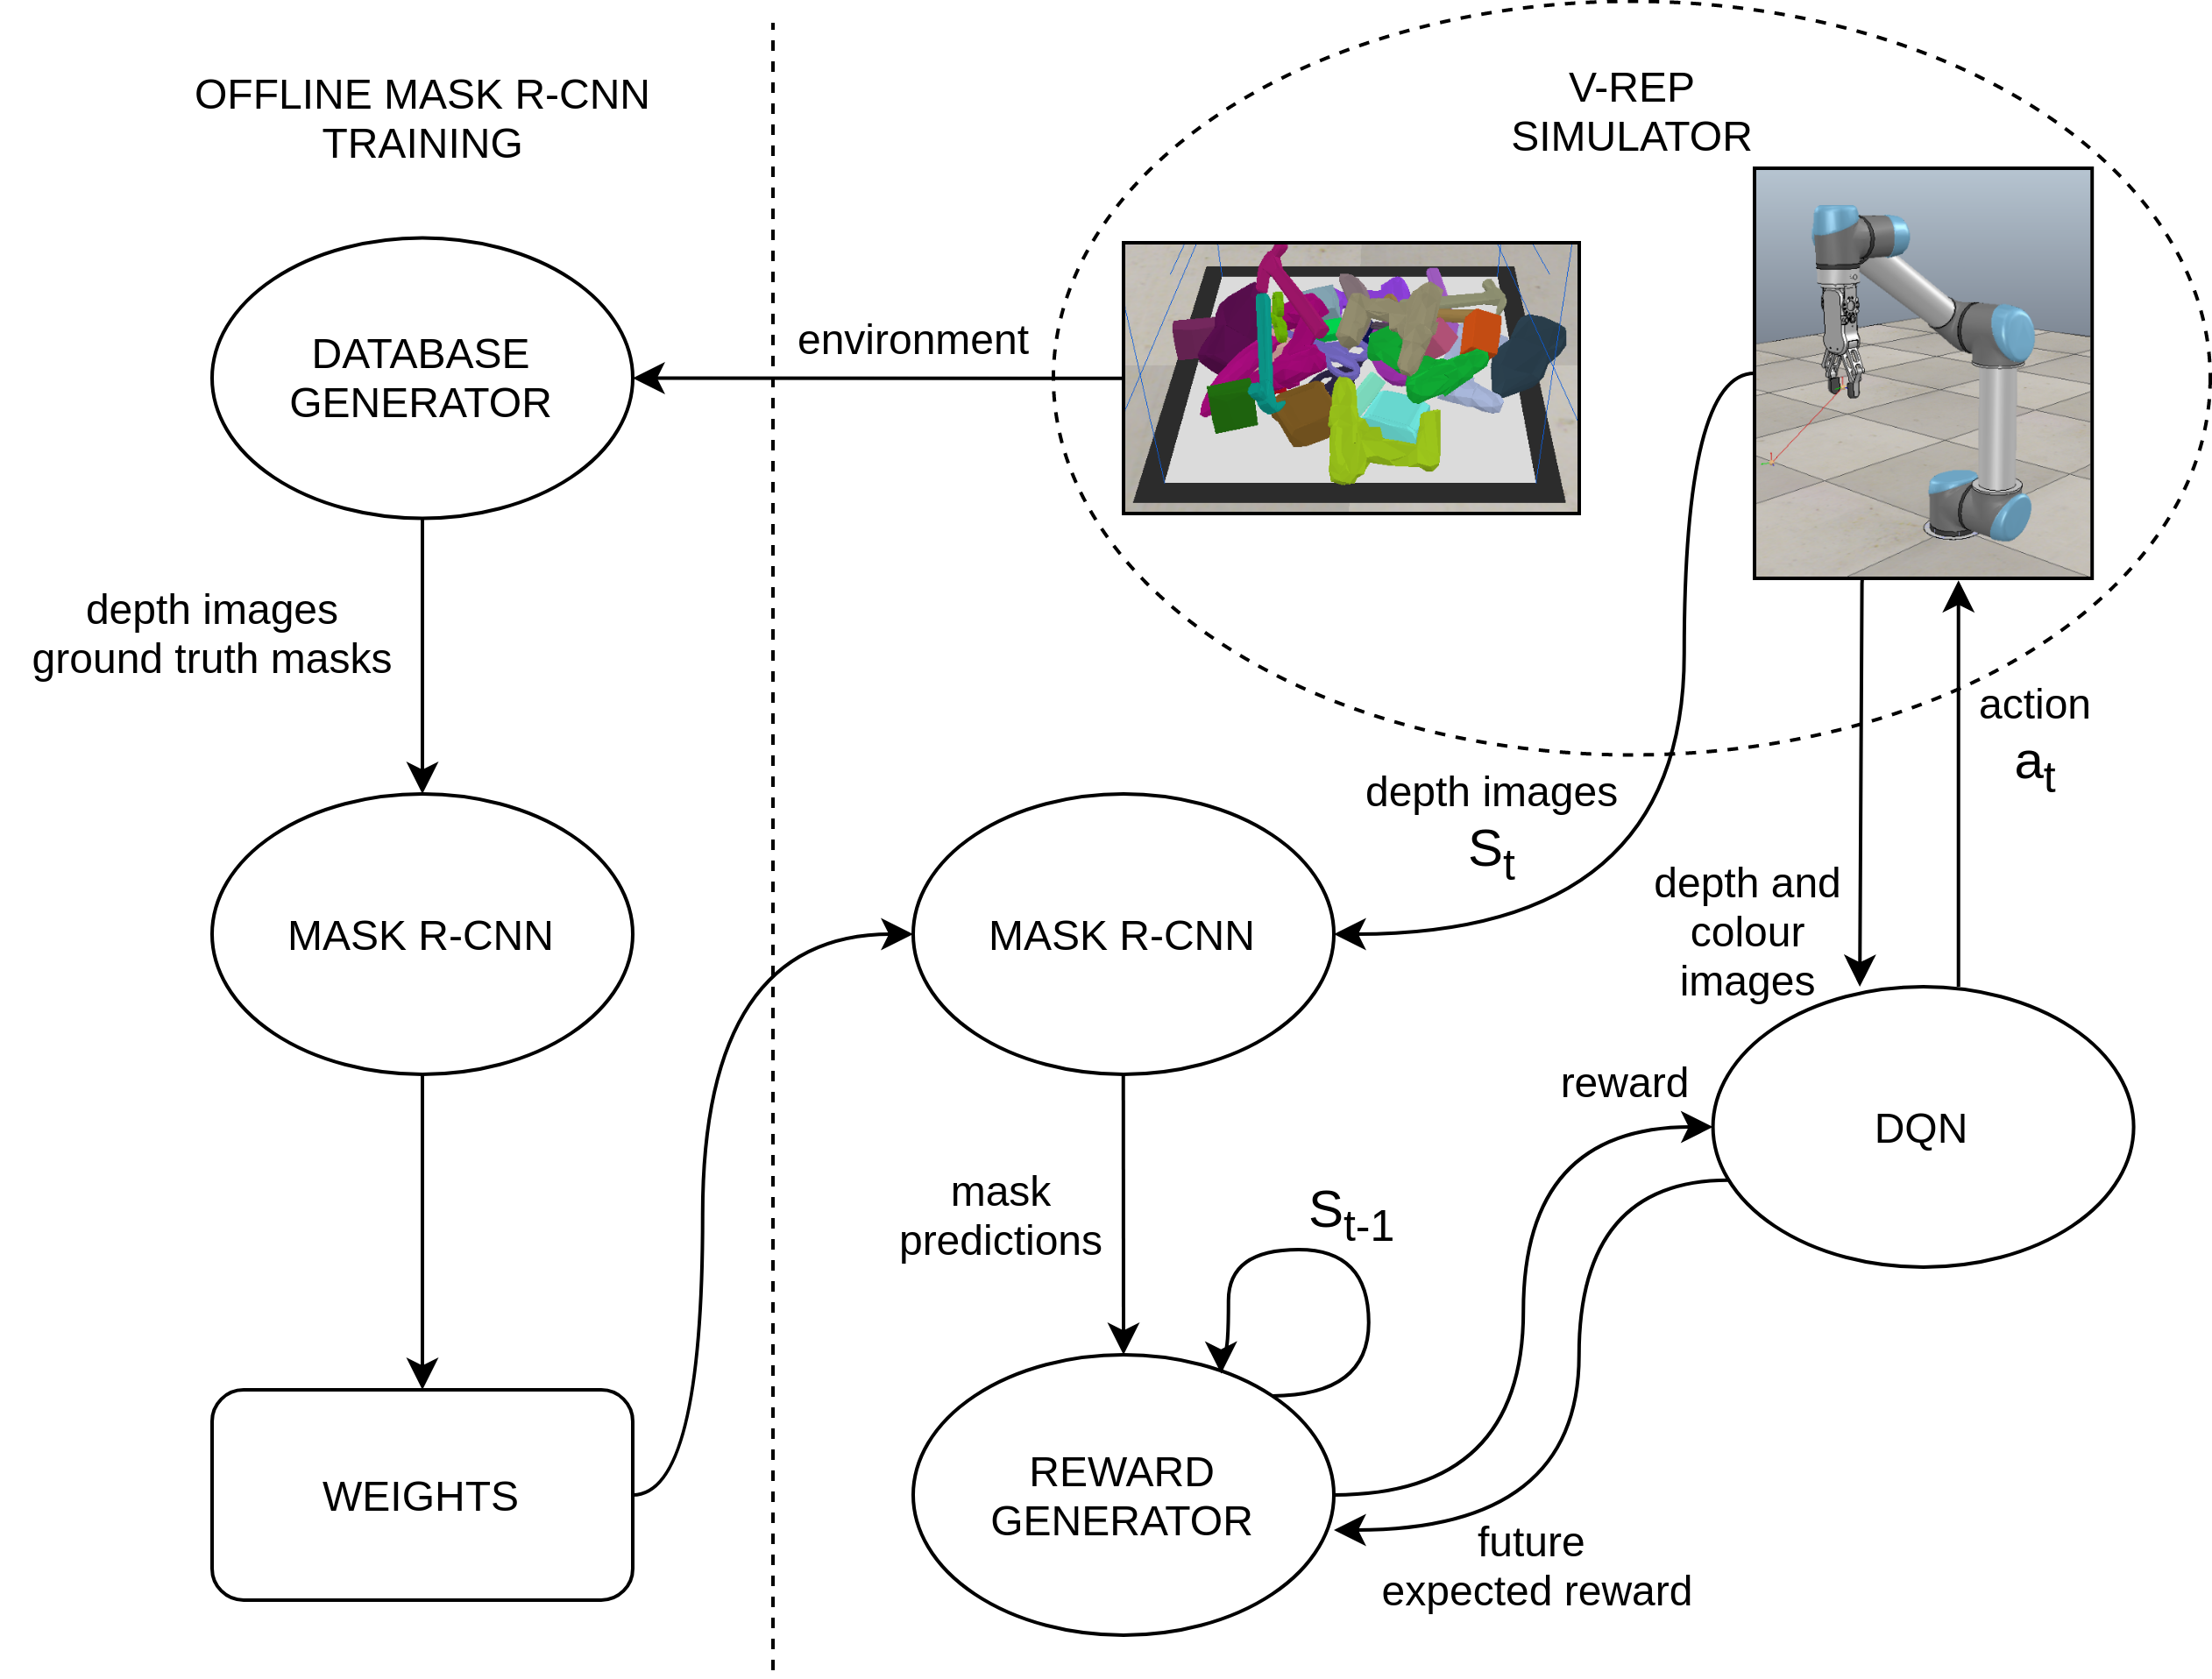 OFFLINE MASK R-CNN
TRAINING
V-REP
SIMULATOR
environment
DATABASE
GENERATOR
depth images
ground truth masks
action
a_t
depth images
S_t
depth and
colour
images
MASK R-CNN
MASK R-CNN
reward
DQN
mask
predictions
S_t-1
WEIGHTS
REWARD
GENERATOR
future
expected reward